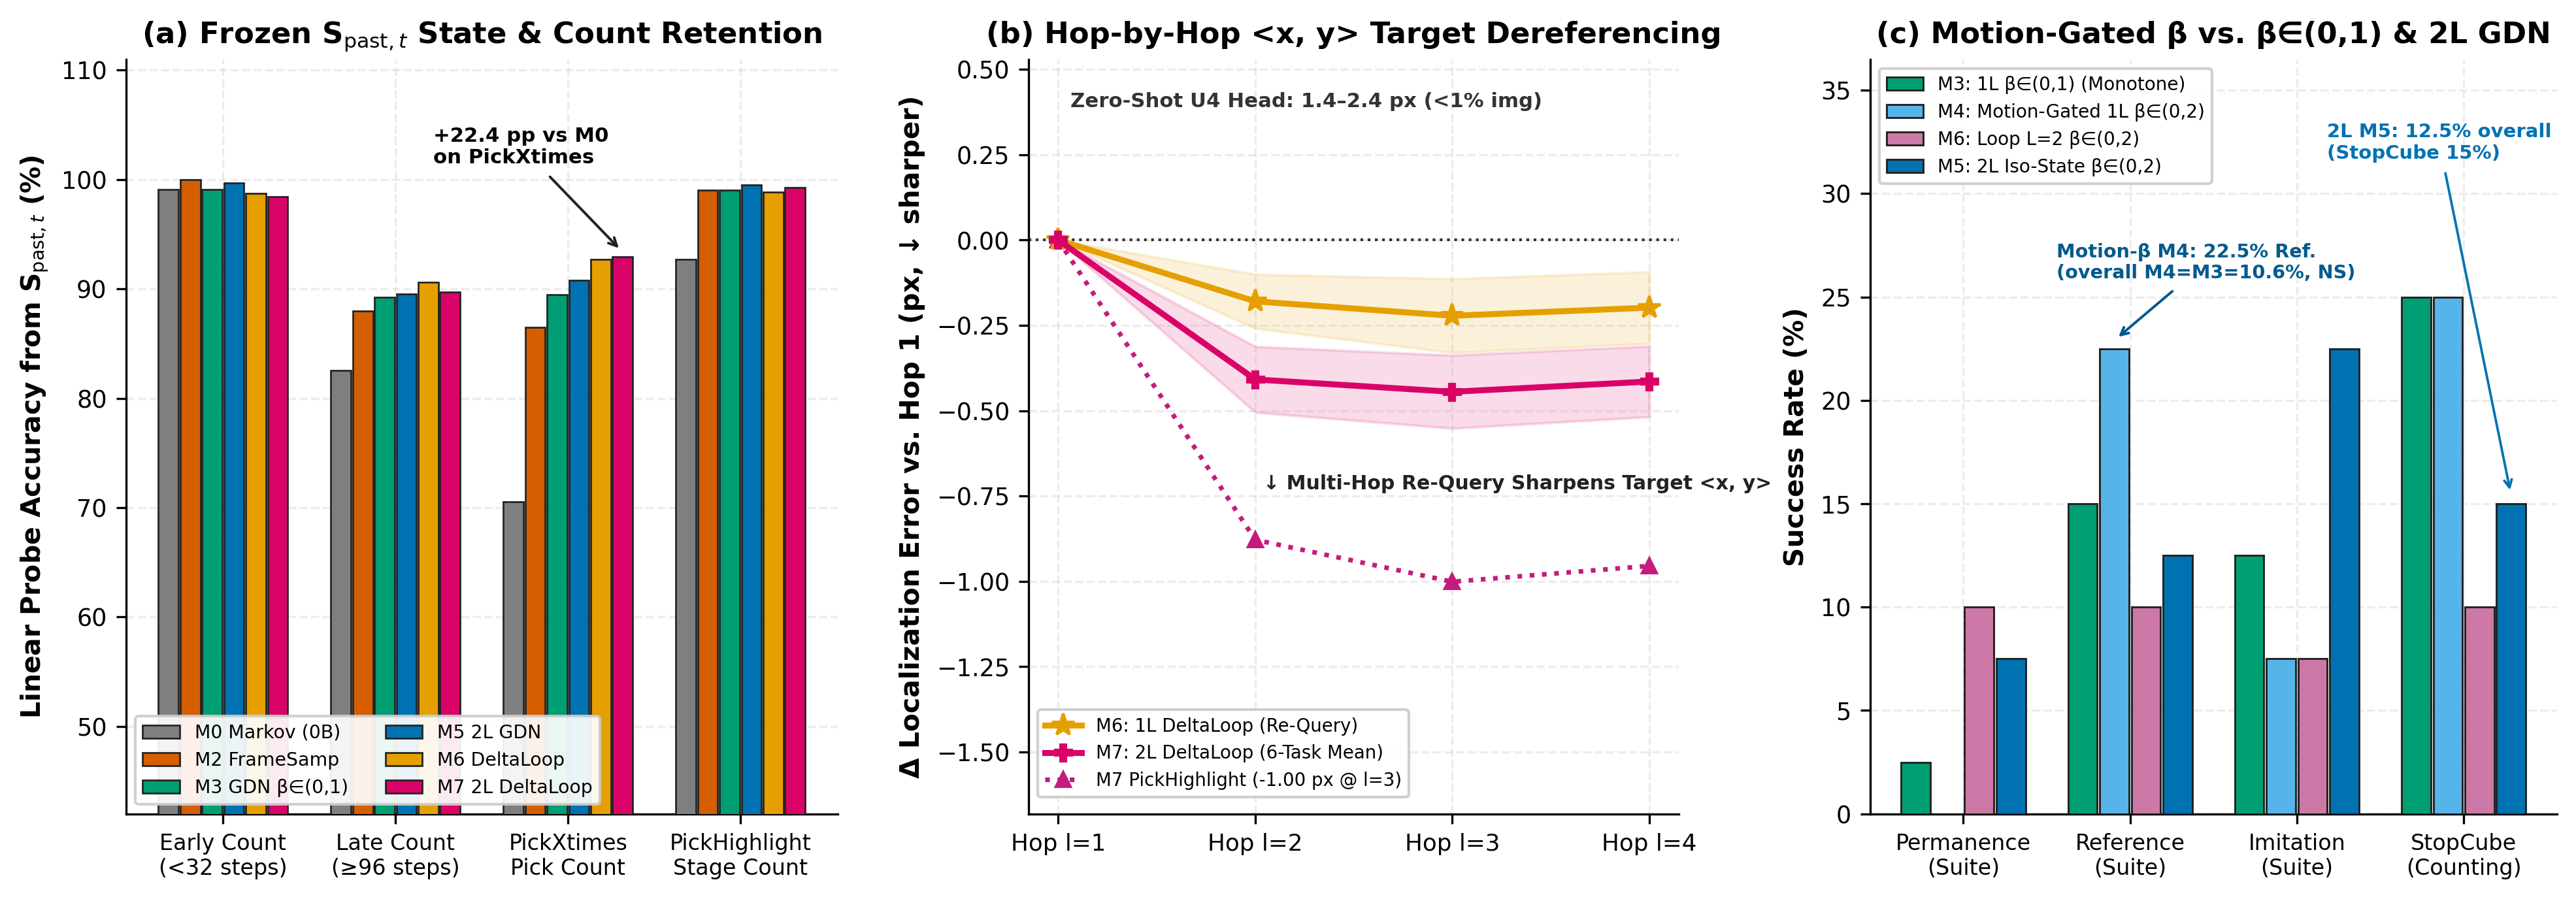 (a) Frozen S_past, t State & Count Retention
Linear Probe Accuracy from S_past, t (%)
110
100
90
80
70
60
50
+22.4 pp vs M0
on PickXtimes
M0 Markov (0B)
M2 FrameSamp
M3 GDN β∈(0,1)
M5 2L GDN
M6 DeltaLoop
M7 2L DeltaLoop
Early Count
(<32 steps)
Late Count
(≥96 steps)
PickXtimes
Pick Count
PickHighlight
Stage Count
(b) Hop-by-Hop <x, y> Target Dereferencing
Δ Localization Error vs. Hop 1 (px, ↓ sharper)
0.50
0.25
0.00
−0.25
−0.50
−0.75
−1.00
−1.25
−1.50
Zero-Shot U4 Head: 1.4–2.4 px (<1% img)
↓ Multi-Hop Re-Query Sharpens Target <x, y>
M6: 1L DeltaLoop (Re-Query)
M7: 2L DeltaLoop (6-Task Mean)
M7 PickHighlight (-1.00 px @ l=3)
Hop l=1
Hop l=2
Hop l=3
Hop l=4
(c) Motion-Gated β vs. β∈(0,1) & 2L GDN
Success Rate (%)
35
30
25
20
15
10
5
0
M3: 1L β∈(0,1) (Monotone)
M4: Motion-Gated 1L β∈(0,2)
M6: Loop L=2 β∈(0,2)
M5: 2L Iso-State β∈(0,2)
2L M5: 12.5% overall
(StopCube 15%)
Motion-β M4: 22.5% Ref.
(overall M4=M3=10.6%, NS)
Permanence
(Suite)
Reference
(Suite)
Imitation
(Suite)
StopCube
(Counting)